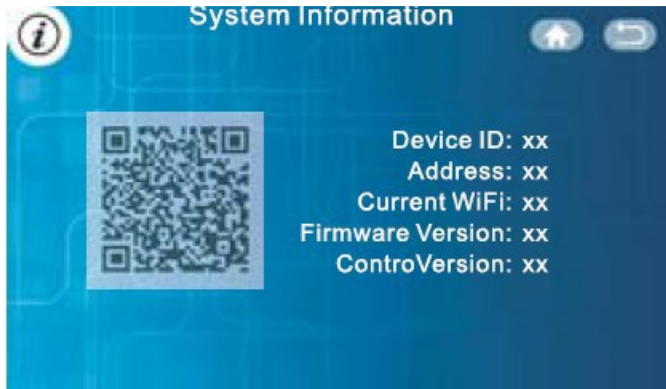 System Information
Device ID: xx
Address: xx
Current WiFi: xx
Firmware Version: xx
ControVersion: xx